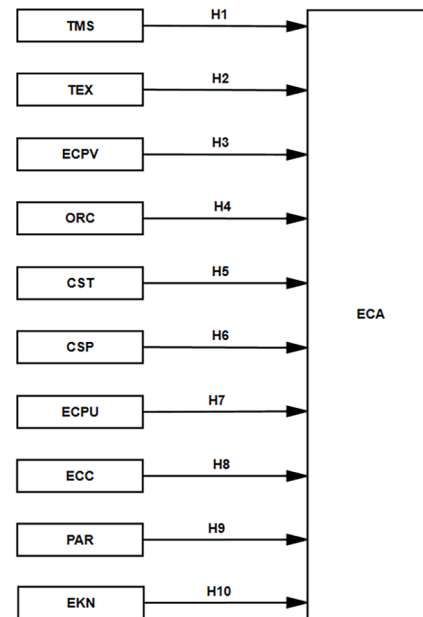 TMS H1
TEX H2
ECPV H3
ORC H4
CST H5
ECA
CSP H6
ECPU H7
ECC H8
PAR H9
EKN H10